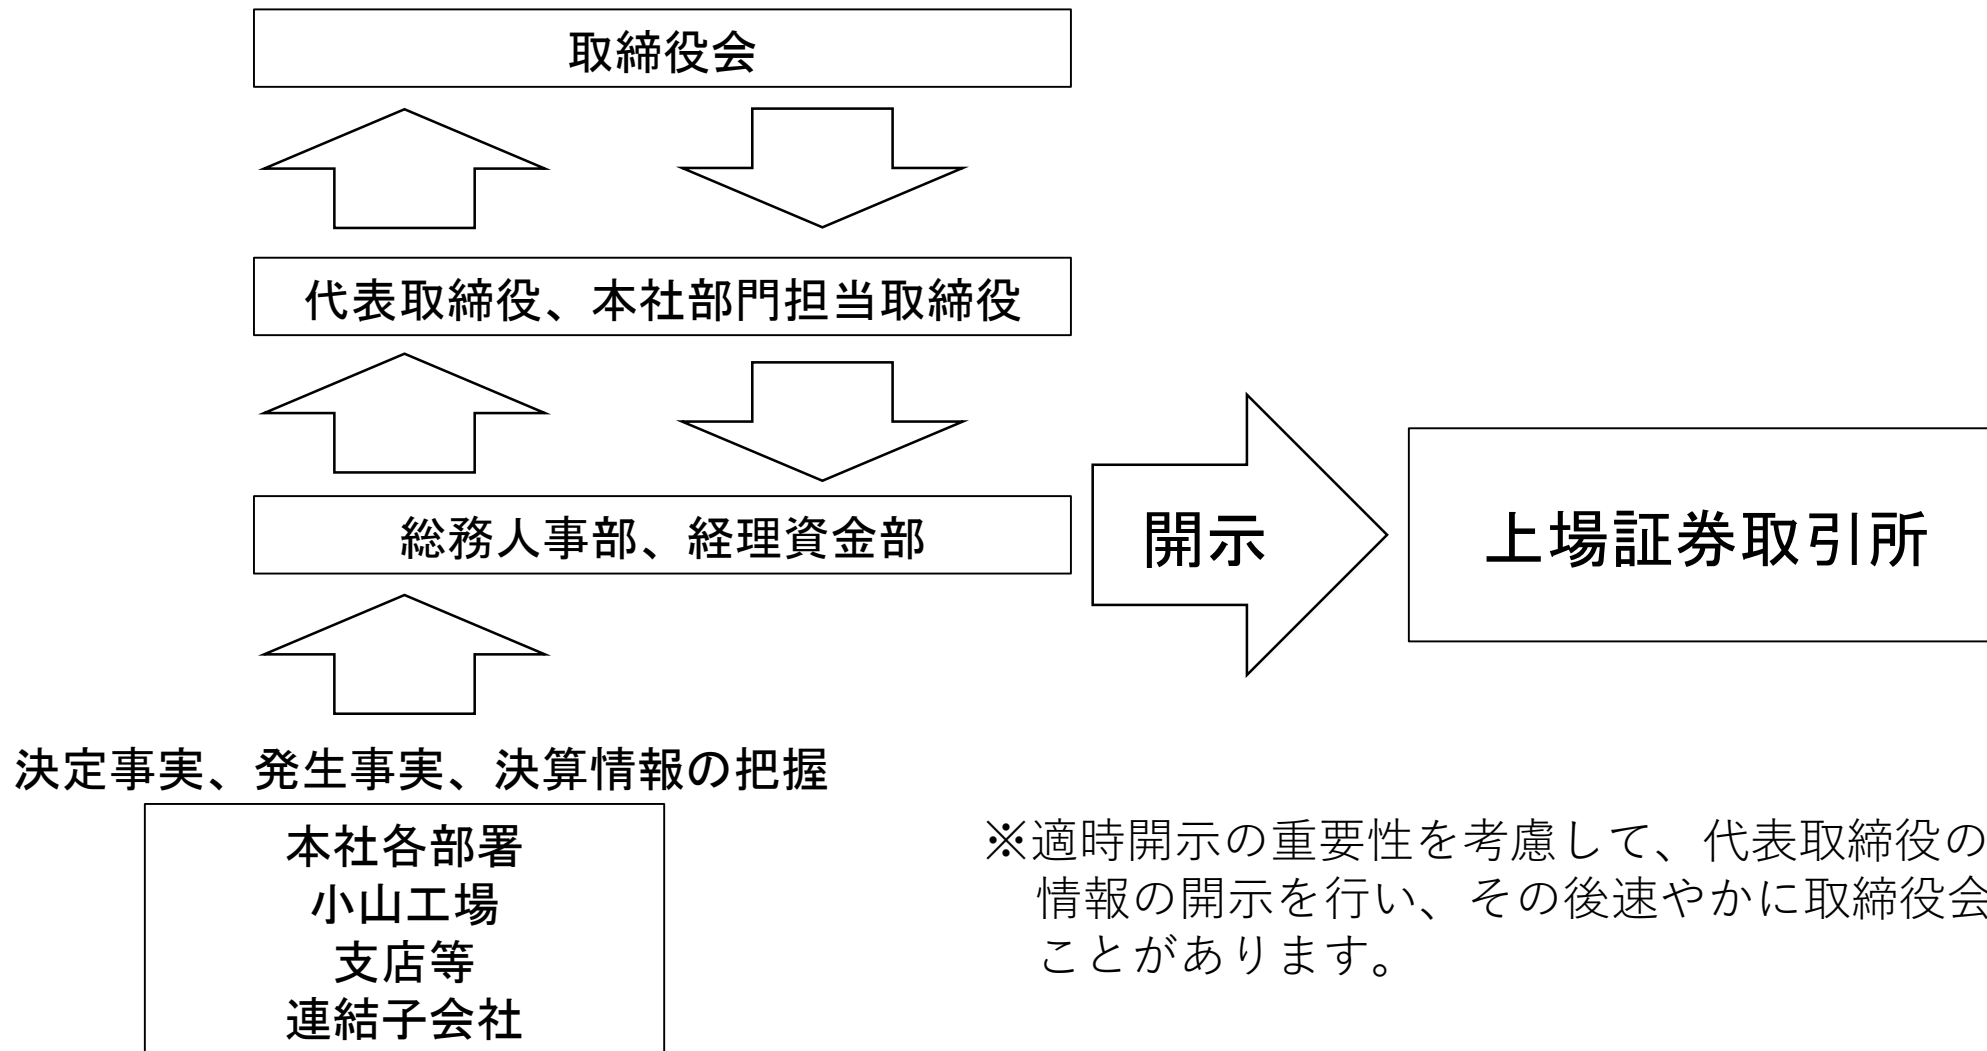 取締役会
代表取締役、本社部門担当取締役
総務人事部、経理資金部
開示
上場証券取引所
決定事実、発生事実、決算情報の把握
本社各部署
小山工場
支店等
連結子会社
※適時開示の重要性を考慮して、代表取締役の
情報の開示を行い、その後速やかに取締役会
ことがあります。